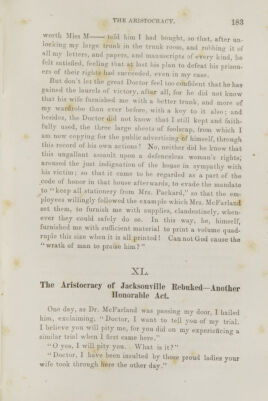 THE ARISTOCRACY. 183
worth Miss M—— told him I had bought, so that, after un-
locking my large trunk in the trunk room, and robbing it of
all my letters, and papers, and manuscripts of every kind, he
felt satisfied, feeling that at last his plan to defeat his prison-
ers of their rights had succeeded, even in my case.
But don't let the great Doctor feel too confident that he has
gained the laurels of victory, after all, for he did not know
that his wife furnished me with a better trunk, and more of
my wardrobe than ever before, with a key to it also; and
besides, the Doctor did not know that I still kept and faith-
fully used, the three large sheets of foolscap, from which I
am now copying for the public advertising of himself, through
this record of his own actions! No, neither did he know that
this ungallant assault upon a defenceless woman's rights,
aroused the just indignation of the house in sympathy with
his victim; so that it came to be regarded as a part of the
code of honor in that house afterwards, to evade the mandate
to "keep all stationery from Mrs. Packard," so that the em-
ployees willingly followed the example which Mrs. McFarland
set them, to furnish me with supplies, clandestinely, when-
ever they could safely do so. In this way, he, himself,
furnished me with sufficient material to print a volume quad-
ruple this size when it is all printed! Can not God cause the
"wrath of man to praise him?"
XL.
The Aristocracy of Jacksonville Rebuked—Another
Honorable Act.
One day, as Dr. McFarland was passing my door, I hailed
him, exclaiming, "Doctor, I want to tell you of my trial.
I believe you will pity me, for you did on my experiencing a
similar trial when I first came here."
"O yes, I will pity you. What is it?"
"Doctor, I have been insulted by those proud ladies your
wife took through here the other day."